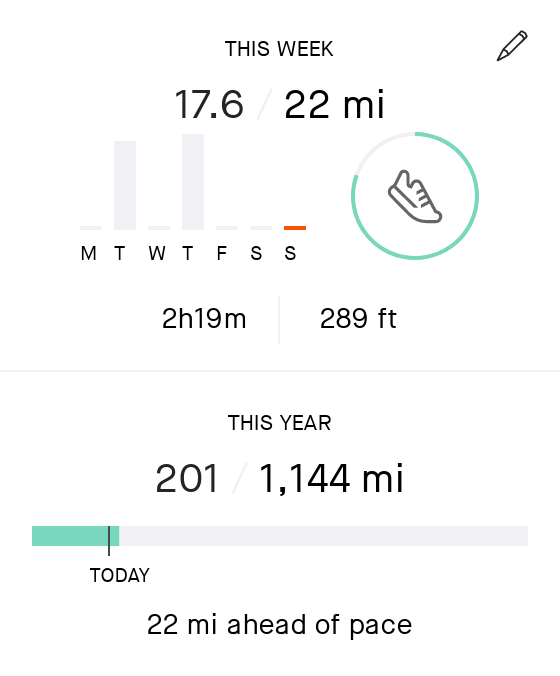 THIS WEEK
17.6 / 22 mi
M T W T F S S
2h19m 289 ft
THIS YEAR
201 / 1,144 mi
TODAY
22 mi ahead of pace